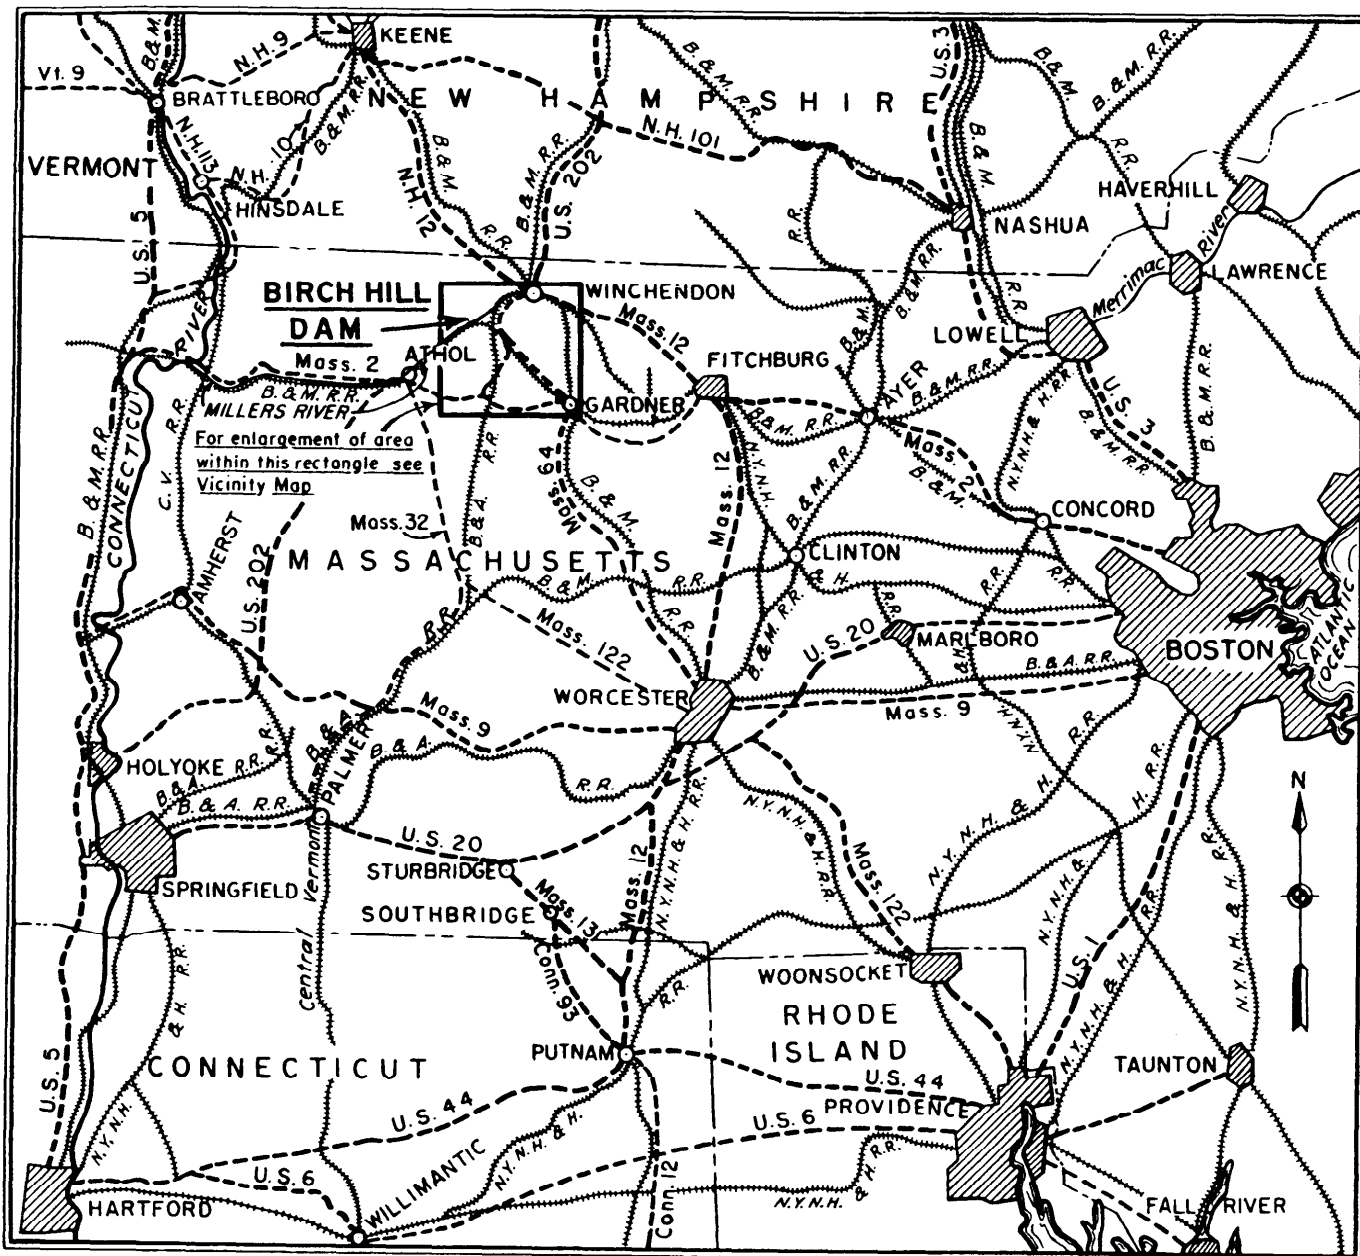 KEENE
B.&M.
N.H. 9
Vt. 9
BRATTLEBORO
NEW HAMPSHIRE
B.&M. R.R.
U.S. 3
B.&M.
B.&M. R.R.
N.H. 10
B.&M. R.R.
N.H. 113
N.H. 101
VERMONT
N.H.
HINSDALE
B.&M.
N.H. 12
R.R.
B.&M. R.R.
U.S. 202
R.R.
B.&M.
R.R.
HAVERHILL
NASHUA
River
LAWRENCE
Merrimac
U.S. 5
RIVER
BIRCH HILL
DAM
WINCHENDON
Mass. 12
B.&M. R.R.
B.&M.
R.R.
LOWELL
Mass. 2
ATHOL
FITCHBURG
B.&M. R.R.
MILLERS RIVER
GARDNER
AYER
B.&M. R.R.
B.&M. R.R.
For enlargement of area
within this rectangle see
Vicinity Map
CONNECTICUT
B.&M. R.R.
C.V.
R.R.
R.R.
B.&A.
Mass. 64
B.&M.
Mass. 12
N.Y.N.H.
B.&M. R.R.
Mass. 2
B.&M.
N.Y.N.H.& H. R.R.
U.S. 3
B.&M. R.R.
B.&M. R.R.
CONCORD
Mass. 32
AMHERST
U.S. 202
MASSACHUSETTS
CLINTON
B.&M.
R.R.
R.R.
& H.
R.R.
R.R.
R.R.
R.R.
Mass. 122
B.&M. R.R.
U.S. 20
MARLBORO
BOSTON
ATLANTIC
OCEAN
B.&A. R.R.
WORCESTER
Mass. 9
Mass. 9
& H.
N.Y.N.H.
R.R.
HOLYOKE
B.&A.
R.R.
R.R.
B.&A.
PALMER
B.&A.
R.R.
B.&A. R.R.
N
U.S. 20
STURBRIDGE
SPRINGFIELD
Vermont
Central
SOUTHBRIDGE
Mass. 13
Mass. 12
N.Y.N.H.& H. R.R.
N.Y.N.H.& H. R.R.
Mass. 122
N.Y. N.H. & H.
N.Y.N.H.&
H. R.R.
N.Y.N.H. & H. R.R.
Conn. 93
R.R.
WOONSOCKET
RHODE
ISLAND
U.S. 1
N.Y.N.H.& H. R.R.
& H. R.R.
CONNECTICUT
PUTNAM
U.S. 44
PROVIDENCE
TAUNTON
U.S. 5
N.Y.N.H.
U.S. 44
U.S. 6
N.Y.N.H.& H.
U.S. 6
HARTFORD
WILLIMANTIC
Conn. 12
N.Y.N.H.
& H. R.R.
FALL RIVER